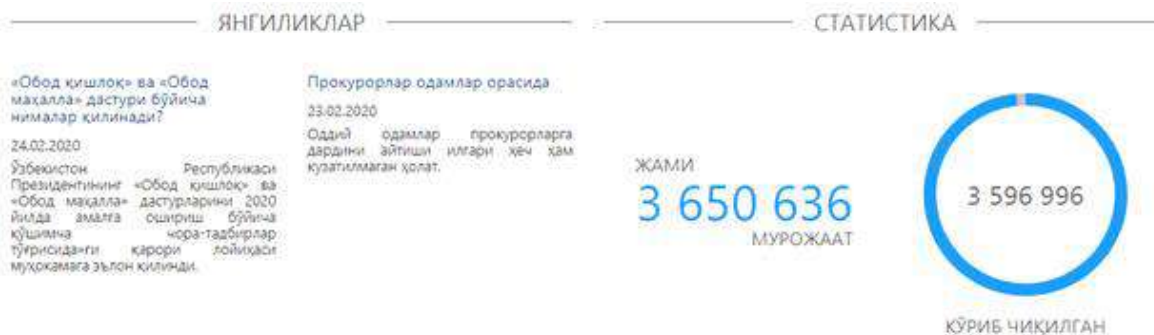 ЯНГИЛИКЛАР
«Обод қишлоқ» ва «Обод
маҳалла» дастури бўйича
нималар қилинади?
24.02.2020
Ўзбекистон Республикаси
Президентининг «Обод қишлоқ» ва
«Обод маҳалла» дастурларини 2020
йилда амалга ошириш бўйича
қўшимча чора-тадбирлар
тўғрисида»ги қарори лойиҳаси
муҳокамага эълон қилинди.
Прокурорлар одамлар орасида
23.02.2020
Оддий одамлар прокурорларга
дардини айтиши илгари ҳеч ҳам
кузатилмаган ҳолат.
СТАТИСТИКА
ЖАМИ
3 650 636
МУРОЖААТ
3 596 996
КЎРИБ ЧИҚИЛГАН